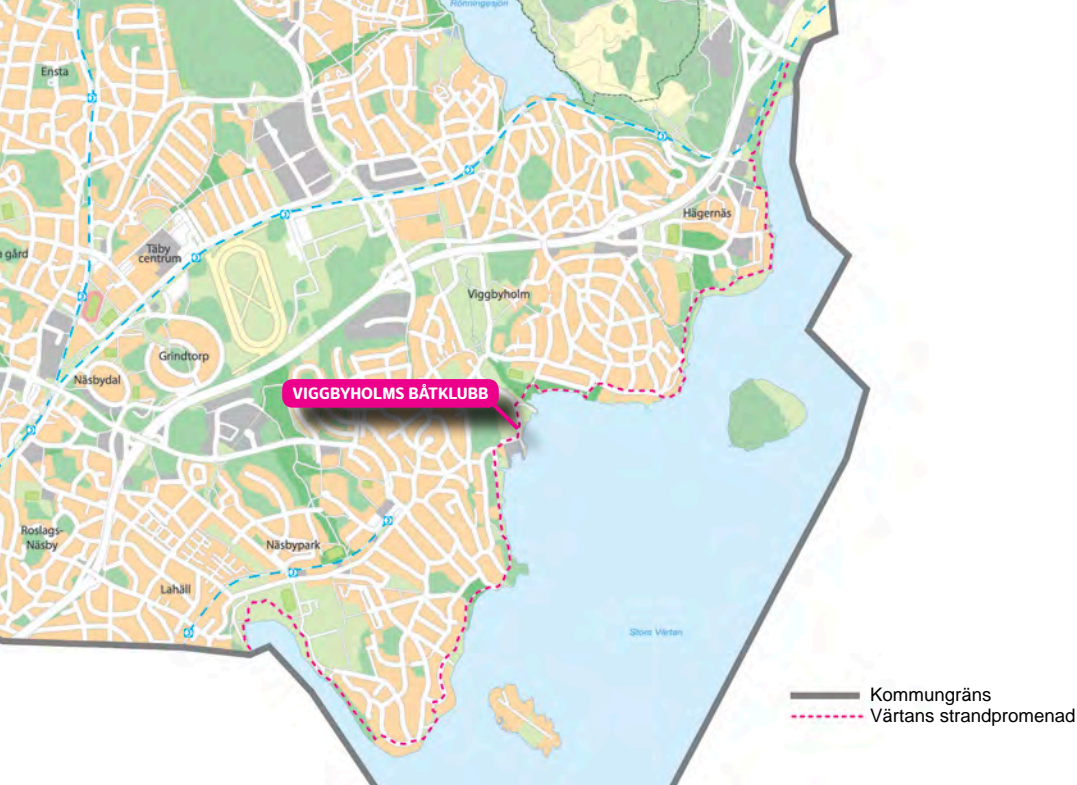 Rönningesjön
Ensta
Hägernäs
gård
Täby
centrum
Viggbyholm
Grindtorp
Näsbydal
VIGGBYHOLMS BÅTKLUBB
Roslags-
Näsby
Näsbypark
Lahäll
Stora Värtan
Kommungräns
Värtans strandpromenad